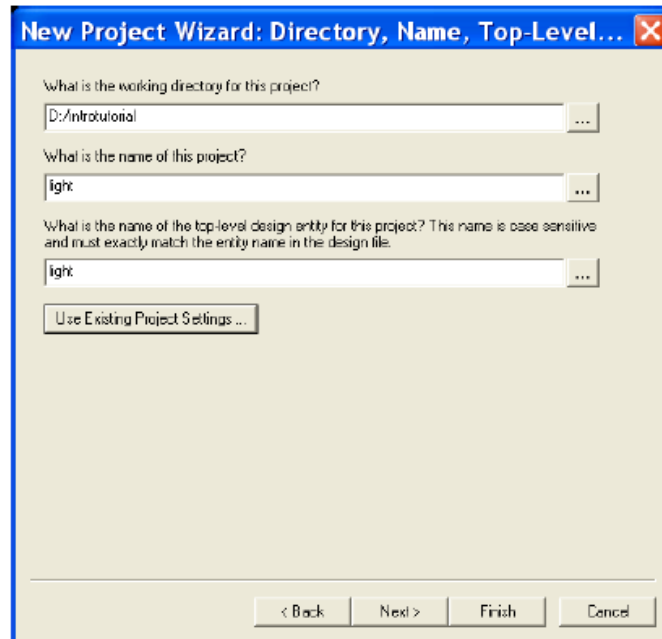 New Project Wizard: Directory, Name, Top-Level...
What is the working directory for this project?
D:/introtutorial
...
What is the name of this project?
light
...
What is the name of the top-level design entity for this project? This name is case sensitive
and must exactly match the entity name in the design file.
light
...
Use Existing Project Settings ...
< Back
Next >
Finish
Cancel